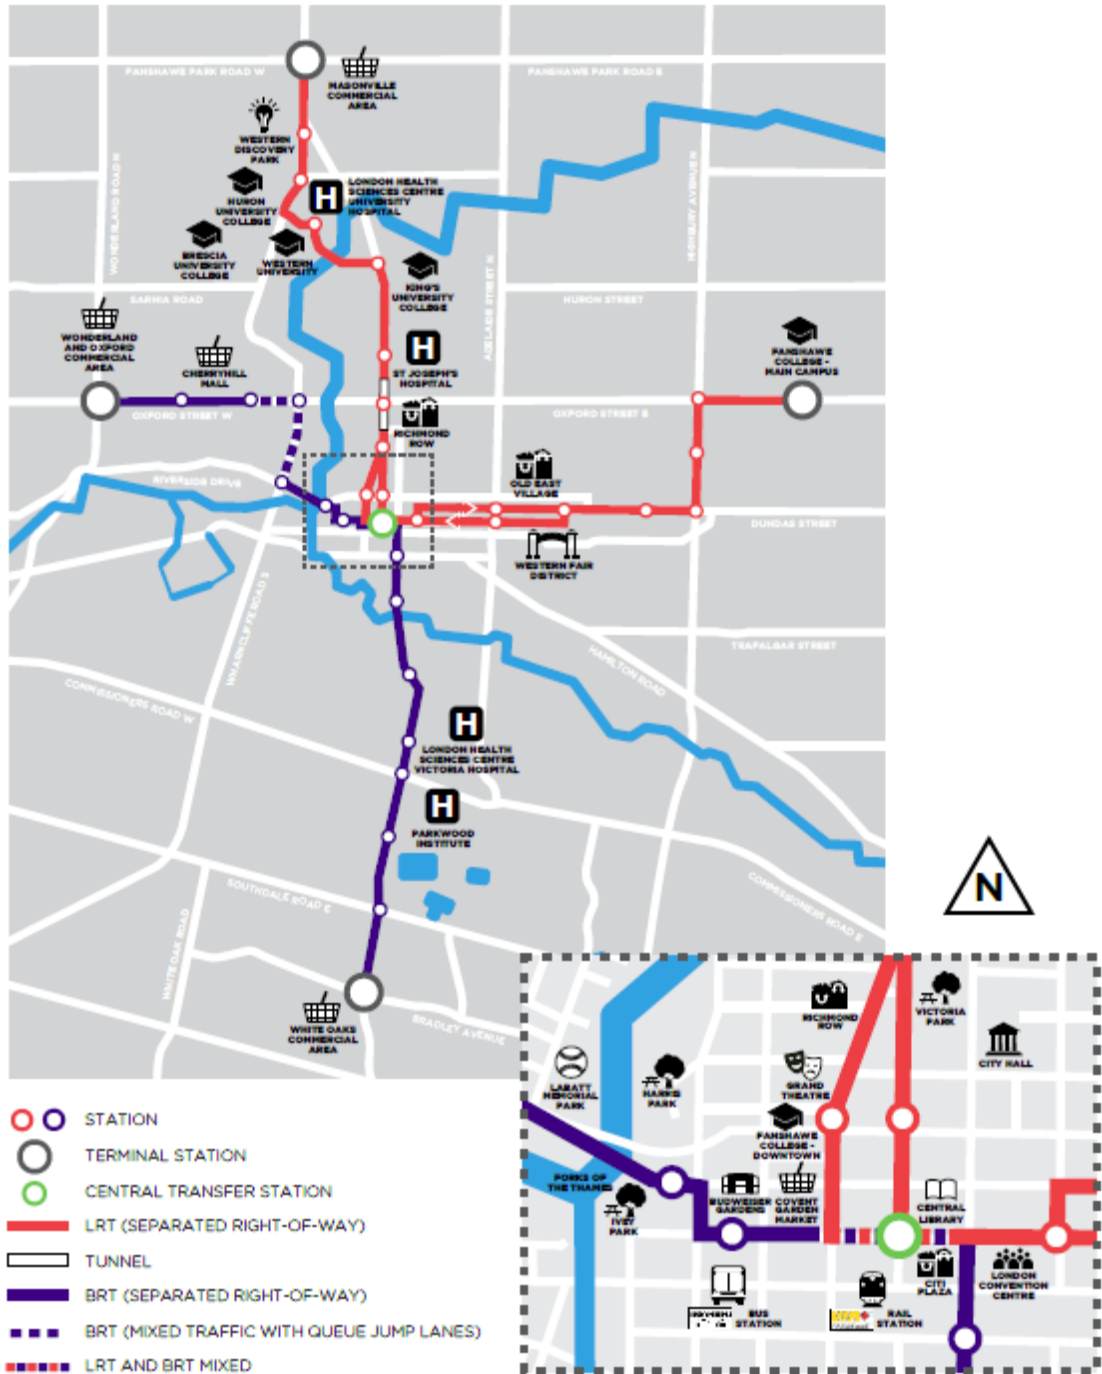 FANSHAWE PARK ROAD W
FANSHAWE PARK ROAD E
MASONVILLE
COMMERCIAL
AREA
WESTERN
DISCOVERY
PARK
WONDERLAND ROAD N
HIGHBURY AVENUE N
H
LONDON HEALTH
SCIENCES CENTRE
UNIVERSITY
HOSPITAL
HURON
UNIVERSITY
COLLEGE
BRESCIA
UNIVERSITY
COLLEGE
WESTERN
UNIVERSITY
KING'S
UNIVERSITY
COLLEGE
ADELAIDE STREET N
SARNIA ROAD
HURON STREET
WONDERLAND
AND OXFORD
COMMERCIAL
AREA
CHERRYHILL
MALL
H
ST JOSEPH'S
HOSPITAL
FANSHAWE
COLLEGE -
MAIN CAMPUS
OXFORD STREET W
OXFORD STREET E
RICHMOND
ROW
RIVERSIDE DRIVE
OLD EAST
VILLAGE
DUNDAS STREET
WESTERN FAIR
DISTRICT
WHARNCLIFFE ROAD S
TRAFALGAR STREET
HAMILTON ROAD
COMMISSIONERS ROAD W
H
LONDON HEALTH
SCIENCES CENTRE
VICTORIA HOSPITAL
H
PARKWOOD
INSTITUTE
SOUTHDALE ROAD E
COMMISSIONERS ROAD E
WHITE OAK ROAD
WHITE OAKS
COMMERCIAL
AREA
BRADLEY AVENUE
N
RICHMOND
ROW
VICTORIA
PARK
CITY HALL
LABATT
MEMORIAL
PARK
HARRIS
PARK
GRAND
THEATRE
FANSHAWE
COLLEGE -
DOWNTOWN
FORKS OF
THE THAMES
IVEY
PARK
BUDWEISER
GARDENS
COVENT
GARDEN
MARKET
CENTRAL
LIBRARY
CITI
PLAZA
LONDON
CONVENTION
CENTRE
BUS
STATION
RAIL
STATION
STATION
TERMINAL STATION
CENTRAL TRANSFER STATION
LRT (SEPARATED RIGHT-OF-WAY)
TUNNEL
BRT (SEPARATED RIGHT-OF-WAY)
BRT (MIXED TRAFFIC WITH QUEUE JUMP LANES)
LRT AND BRT MIXED